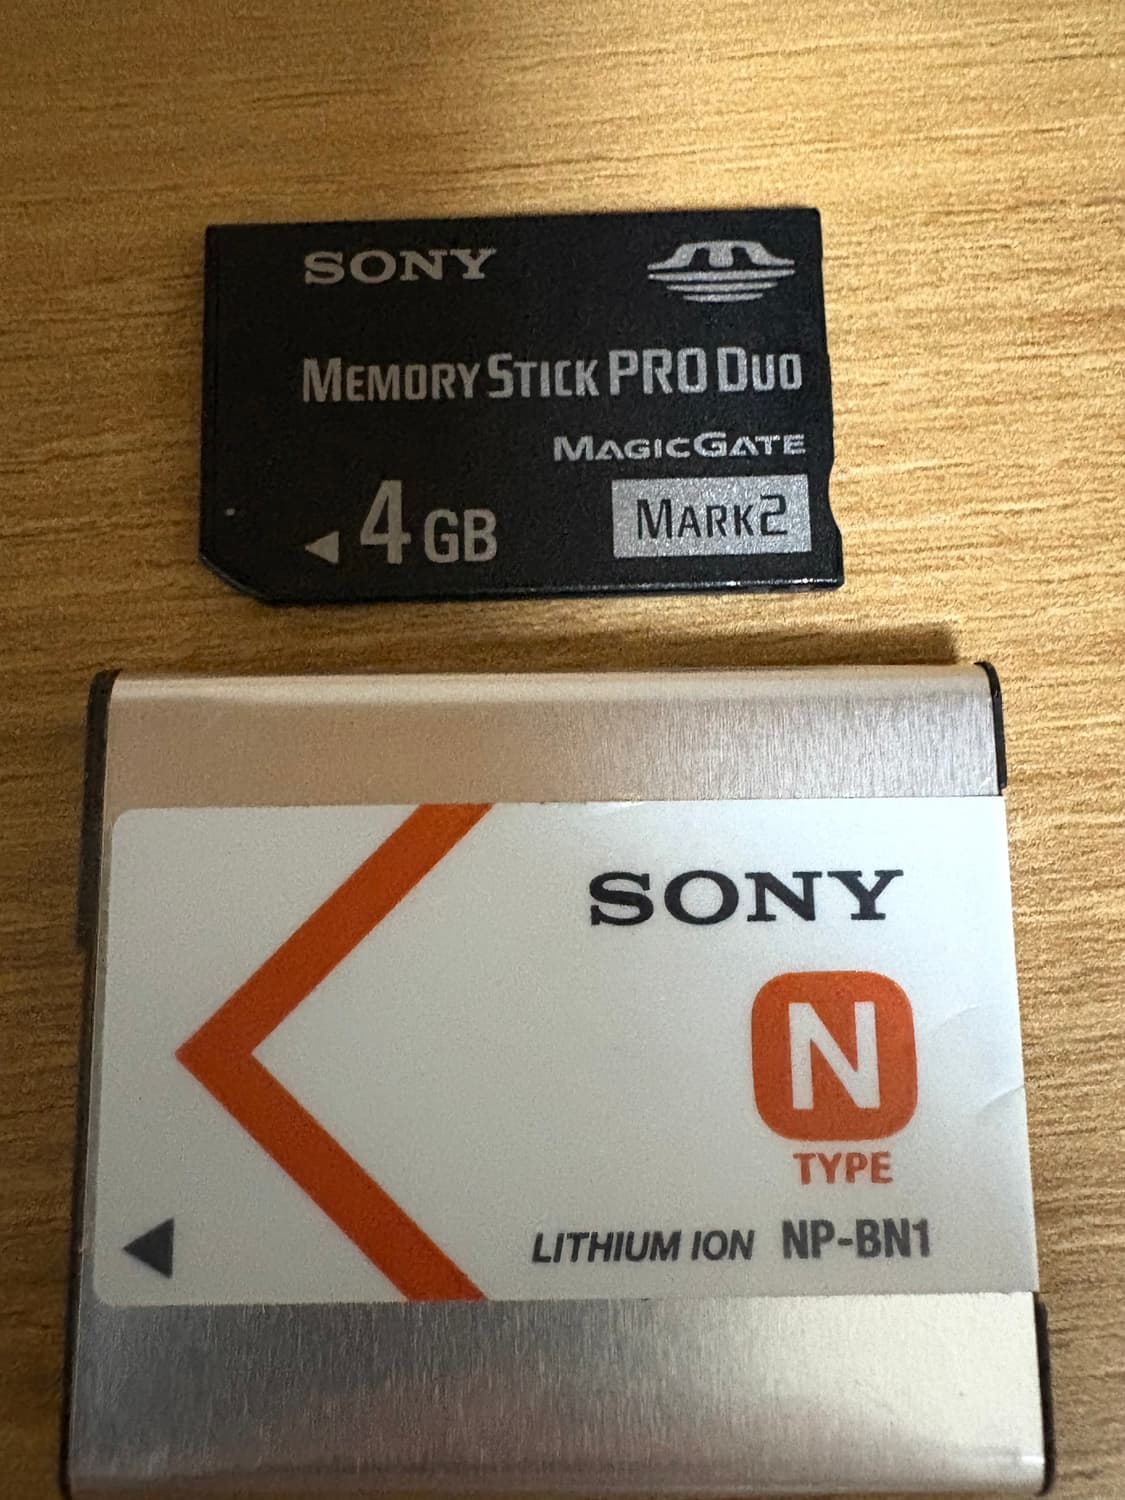 SONY
MEMORY STICK PRO DUO
MAGICGATE
4 GB
MARK2
SONY
N
TYPE
LITHIUM ION NP-BN1